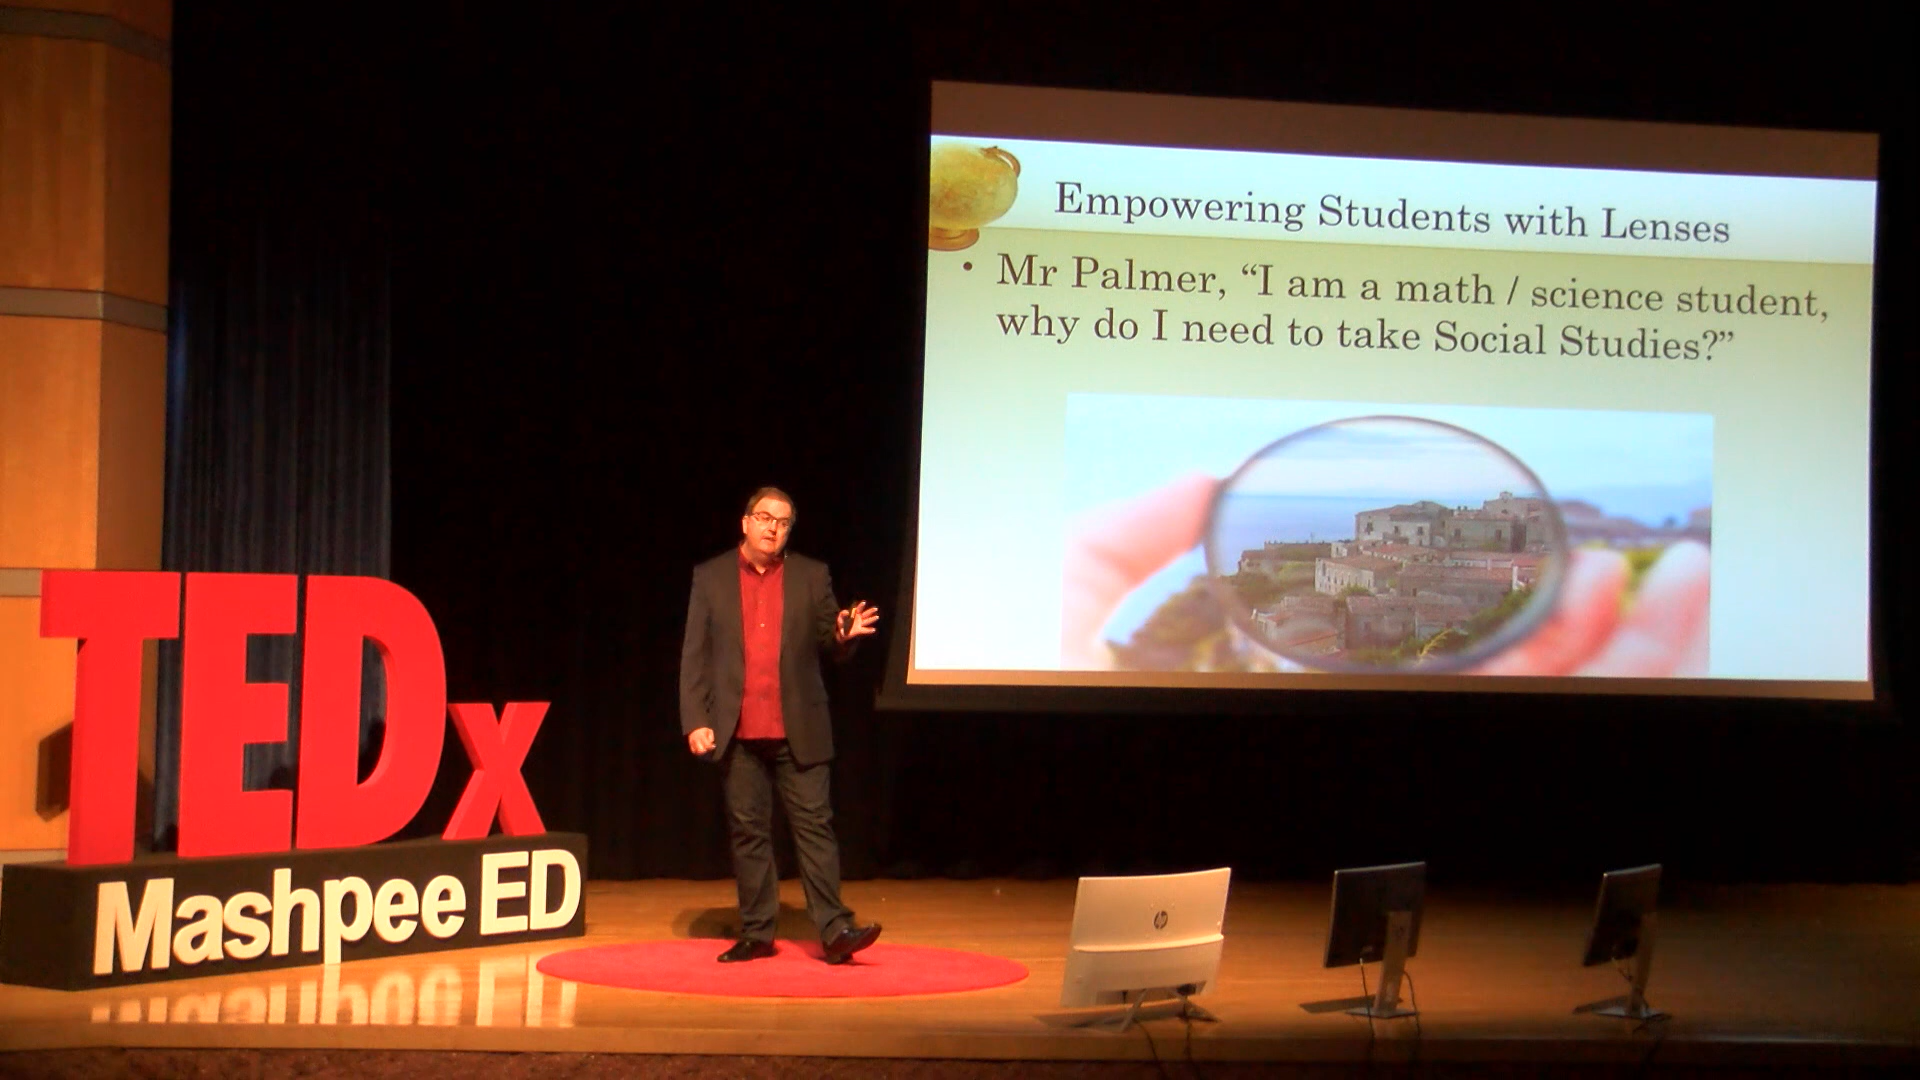 Empowering Students with Lenses
• Mr Palmer, “I am a math / science student,
why do I need to take Social Studies?”
TEDx
Mashpee ED
hp